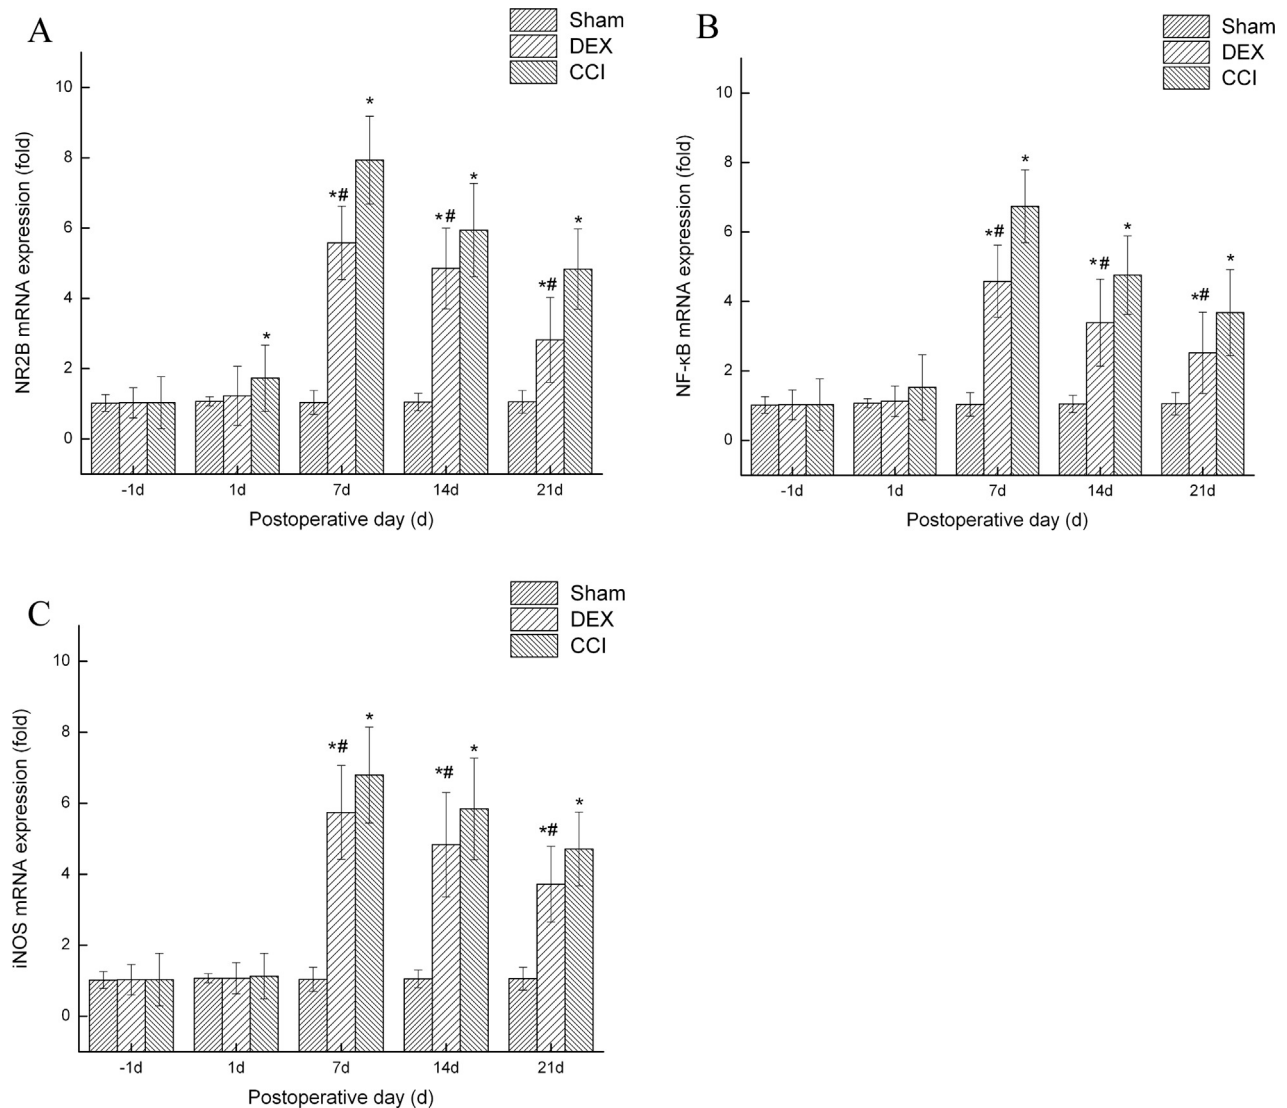 A
Sham
DEX
CCI
NR2B mRNA expression (fold)
10
8
6
4
2
0
*
*#
*
*#
*
*#
*
-1d 1d 7d 14d 21d
Postoperative day (d)
B
Sham
DEX
CCI
NF-κB mRNA expression (fold)
10
8
6
4
2
0
*#
*
*#
*
*#
*
-1d 1d 7d 14d 21d
Postoperative day (d)
C
Sham
DEX
CCI
iNOS mRNA expression (fold)
10
8
6
4
2
0
*#
*
*#
*
*#
*
-1d 1d 7d 14d 21d
Postoperative day (d)